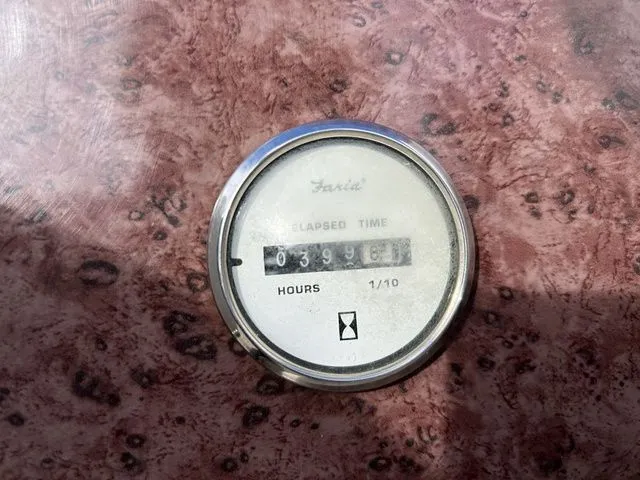 Faria
ELAPSED TIME
0399
HOURS 1/10